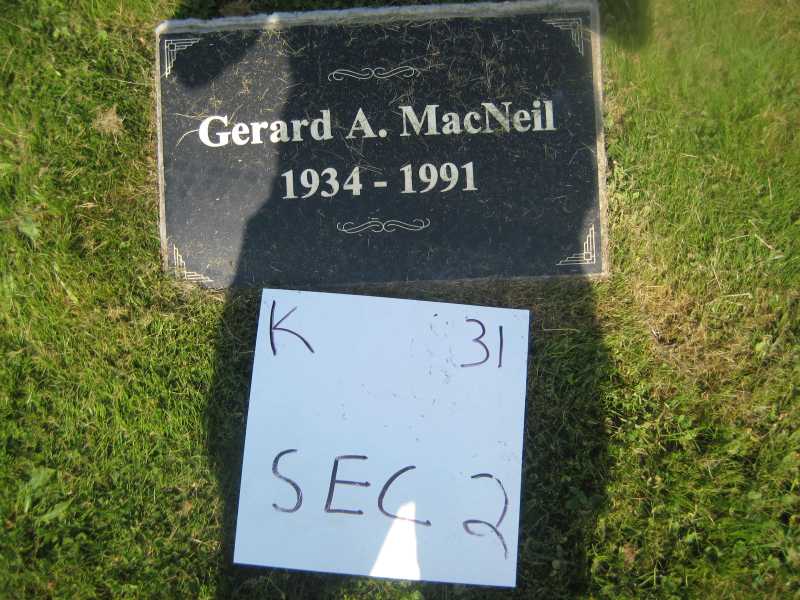 Gerard A. MacNeil
1934 - 1991
K 31
SEC 2